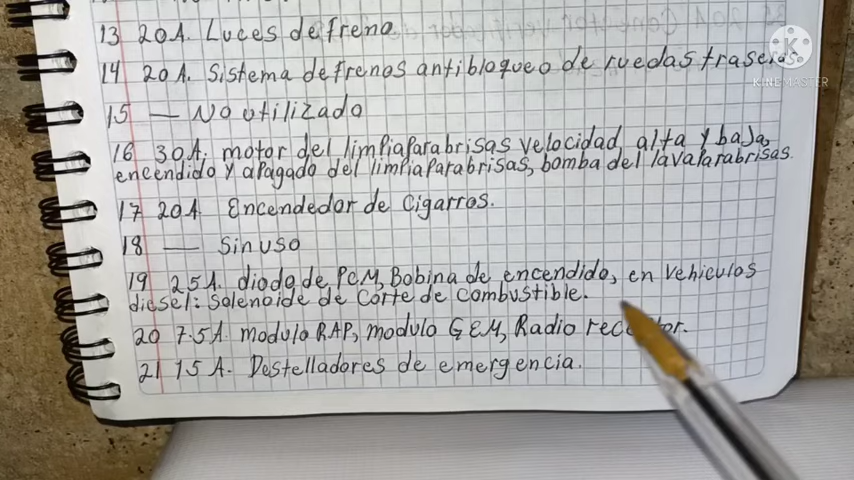 13 20A. Luces de freno
14 20A. Sistema de frenos antibloqueo de ruedas traseras.
15 — No utilizado
16 30A. motor del limpiaparabrisas velocidad alta y baja,
encendido y apagado del limpiaparabrisas, bomba del lavaparabrisas.
17 20A Encendedor de Cigarros.
18 — Sin uso
19 25A. diodo de PCM, Bobina de encendido, en vehiculos
diesel: Solenoide de Corte de Combustible.
20 7.5A. modulo RAP, modulo GEM, Radio receptor.
21 15A. Destelladores de emergencia.
KINEMASTER